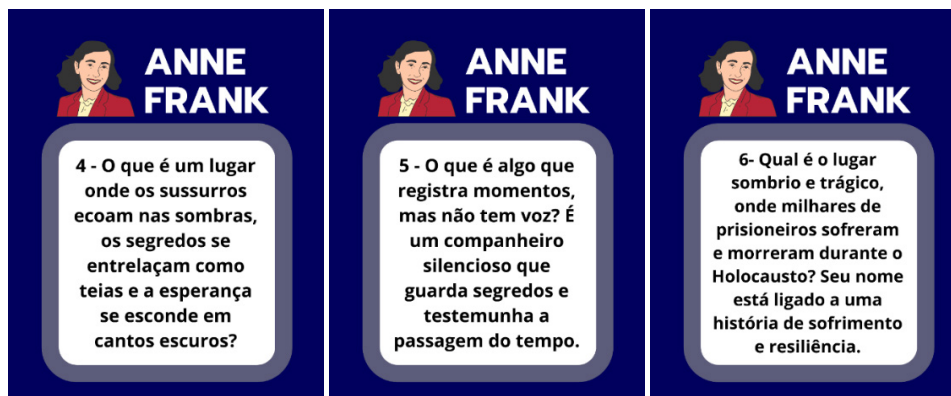 ANNE
FRANK
4 - O que é um lugar
onde os sussurros
ecoam nas sombras,
os segredos se
entrelaçam como
teias e a esperança
se esconde em
cantos escuros?
ANNE
FRANK
5 - O que é algo que
registra momentos,
mas não tem voz? É
um companheiro
silencioso que
guarda segredos e
testemunha a
passagem do tempo.
ANNE
FRANK
6- Qual é o lugar
sombrio e trágico,
onde milhares de
prisioneiros sofreram
e morreram durante o
Holocausto? Seu nome
está ligado a uma
história de sofrimento
e resiliência.